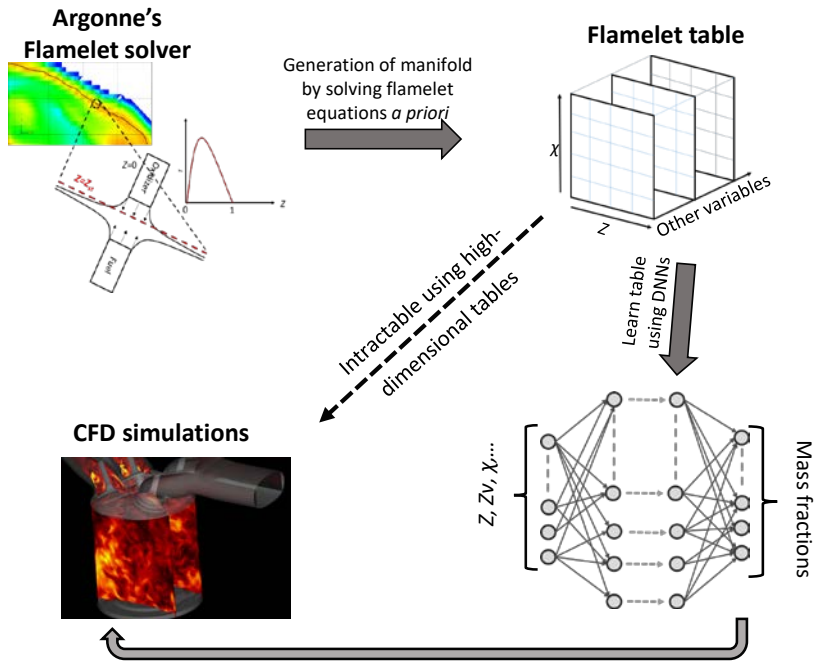 Argonne's
Flamelet solver
Generation of manifold
by solving flamelet
equations a priori
Flamelet table
Z=0
Oxidizer
Z=Zst
Fuel
0
1
z
χ
Z
Other variables
Intractable using high-
dimensional tables
Learn table
using DNNs
CFD simulations
Z, Zv, χ,...
Mass fractions